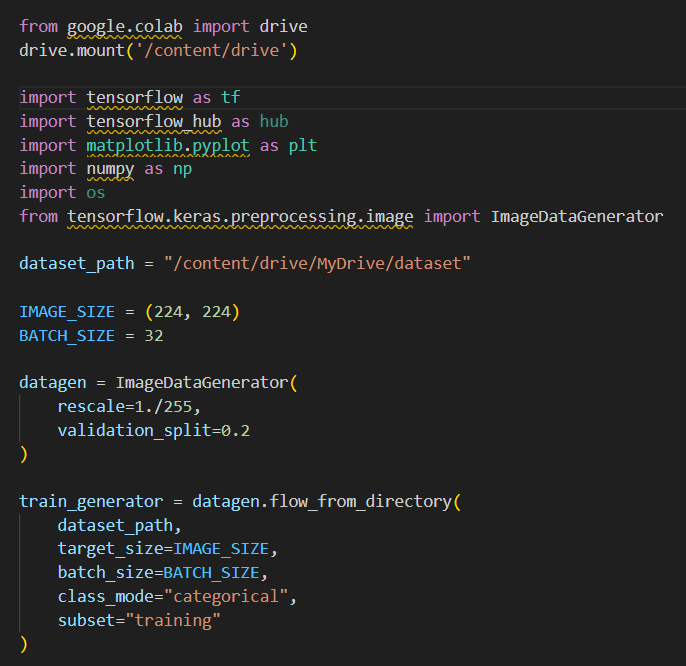 from google.colab import drive
drive.mount('/content/drive')
import tensorflow as tf
import tensorflow_hub as hub
import matplotlib.pyplot as plt
import numpy as np
import os
from tensorflow.keras.preprocessing.image import ImageDataGenerator
dataset_path = "/content/drive/MyDrive/dataset"
IMAGE_SIZE = (224, 224)
BATCH_SIZE = 32
datagen = ImageDataGenerator(
    rescale=1./255,
    validation_split=0.2
)
train_generator = datagen.flow_from_directory(
    dataset_path,
    target_size=IMAGE_SIZE,
    batch_size=BATCH_SIZE,
    class_mode="categorical",
    subset="training"
)